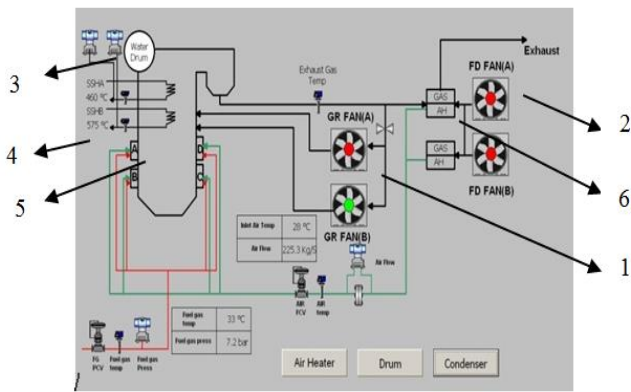 Water
Drum
Exhaust
Exhaust Gas
Temp
FD FAN(A)
3
SSHA
460 °C
SSHB
575 °C
GAS
AH
GR FAN(A)
2
4
A
B
D
C
GAS
AH
6
FD FAN(B)
5
GR FAN(B)
1
Inlet Air Temp
28 °C
Air Flow
225.3 Kg/S
Air Flow
AIR
FCV
AIR
temp
Fuel gas
temp
33 °C
Fuel gas press
7.2 bar
FG
PCV
Fuel gas
temp
Fuel gas
Press
Air Heater
Drum
Condenser